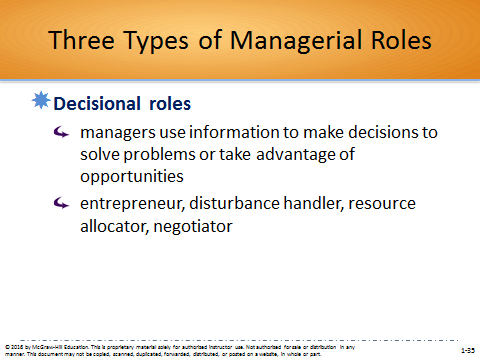 Three Types of Managerial Roles
Decisional roles
managers use information to make decisions to
solve problems or take advantage of
opportunities
entrepreneur, disturbance handler, resource
allocator, negotiator
© 2016 by McGraw-Hill Education. This is proprietary material solely for authorized instructor use. Not authorized for sale or distribution in any
manner. This document may not be copied, scanned, duplicated, forwarded, distributed, or posted on a website, in whole or part.
1-35